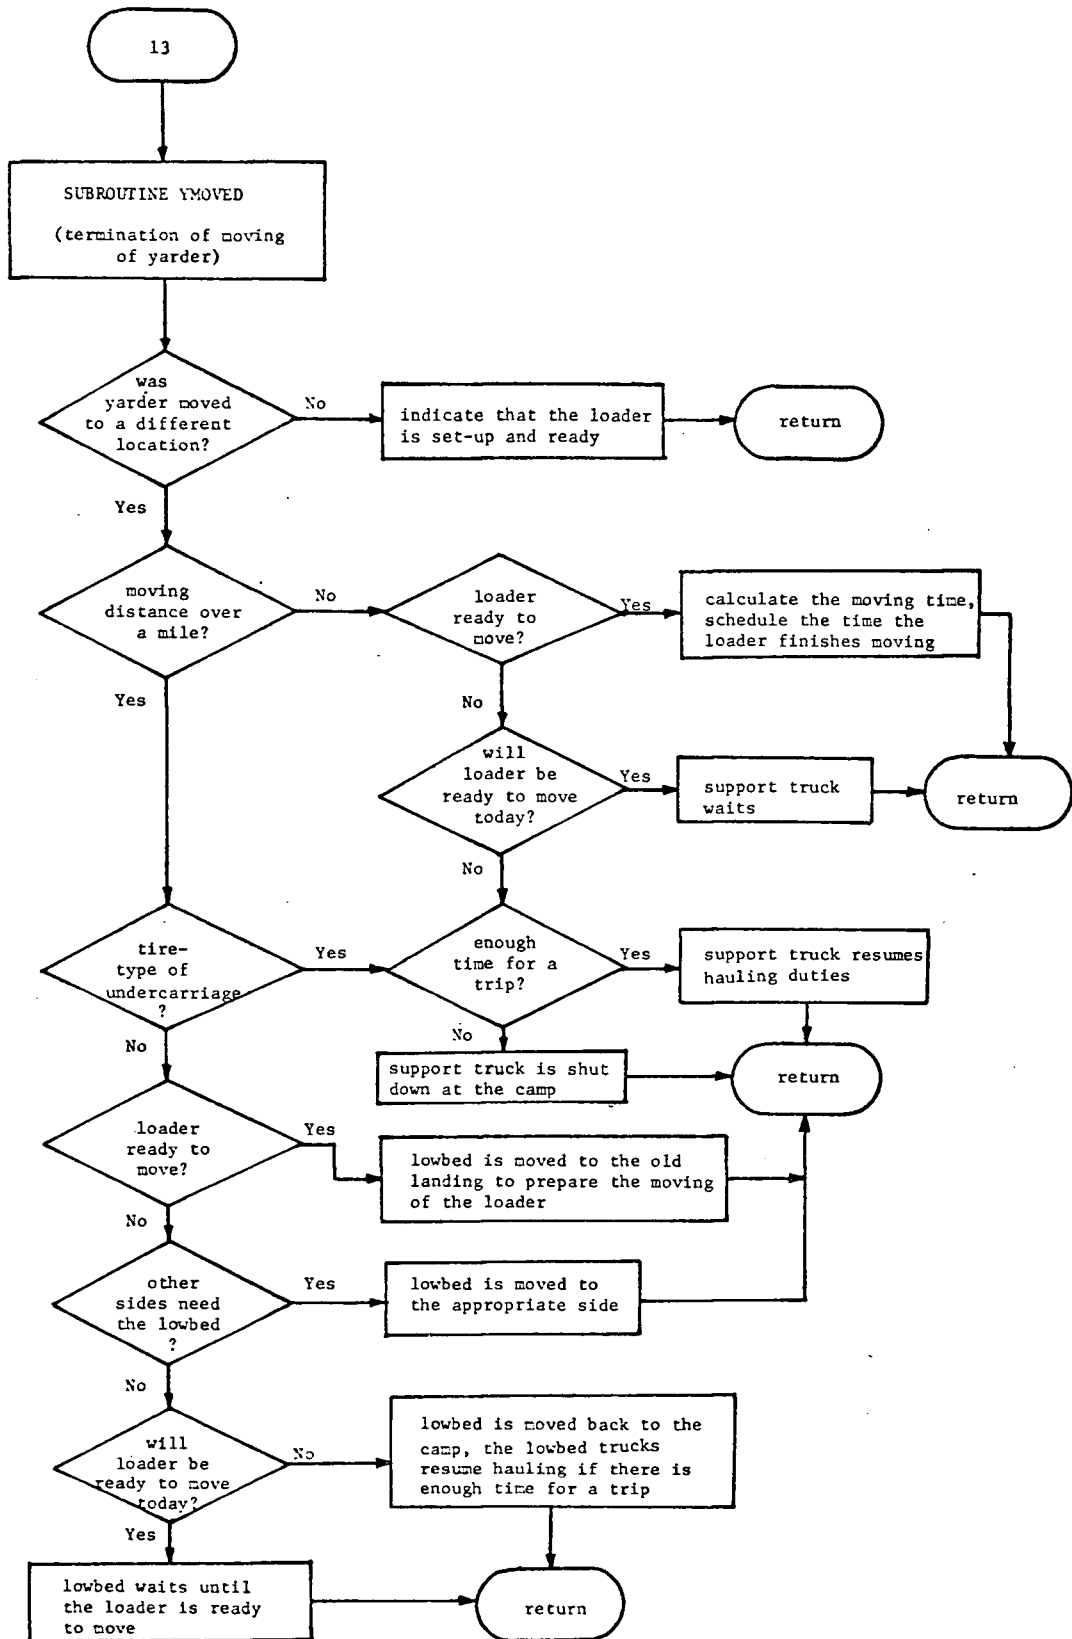 13
SUBROUTINE YMOVED
(termination of moving
of yarder)
was
yarder moved
to a different
location?
No
indicate that the loader
is set-up and ready
return
Yes
moving
distance over
a mile?
No
loader
ready to
move?
Yes
calculate the moving time,
schedule the time the
loader finishes moving
Yes
No
will
loader be
ready to move
today?
Yes
support truck
waits
return
No
tire-
type of
undercarriage
?
Yes
enough
time for a
trip?
Yes
support truck resumes
hauling duties
No
No
support truck is shut
down at the camp
return
loader
ready to
move?
Yes
lowbed is moved to the old
landing to prepare the moving
of the loader
No
other
sides need
the lowbed
?
Yes
lowbed is moved to
the appropriate side
No
will
loader be
ready to move
today?
No
lowbed is moved back to the
camp, the lowbed trucks
resume hauling if there is
enough time for a trip
Yes
lowbed waits until
the loader is ready
to move
return